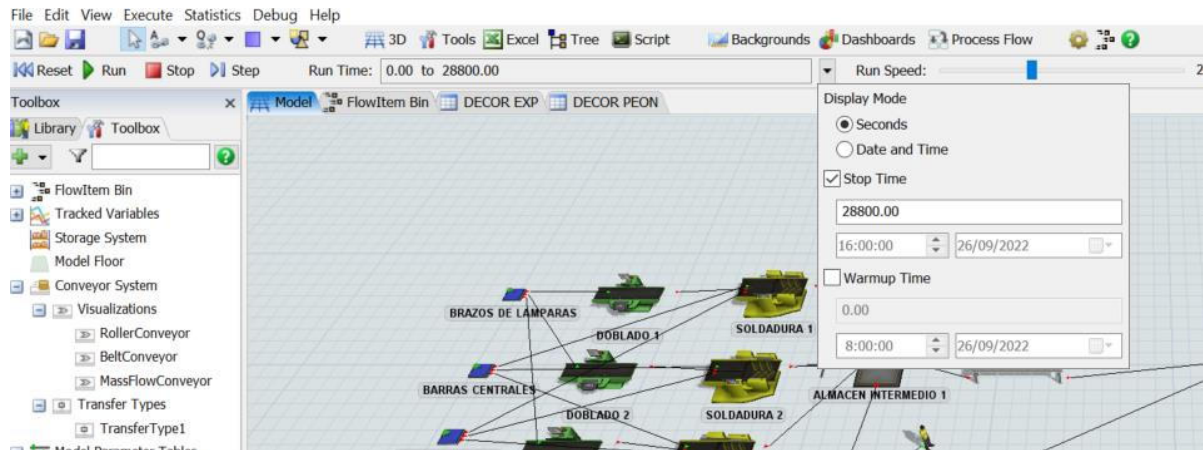 File Edit View Execute Statistics Debug Help
3D Tools Excel Tree Script Backgrounds Dashboards Process Flow
Reset Run Stop Step Run Time: 0.00 to 28800.00 Run Speed: 2
Toolbox Model FlowItem Bin DECOR EXP DECOR PEON
Library Toolbox
FlowItem Bin
Tracked Variables
Storage System
Model Floor
Conveyor System
Visualizations
RollerConveyor
BeltConveyor
MassFlowConveyor
Transfer Types
TransferType1
Model Parameter Tables
Display Mode
Seconds
Date and Time
Stop Time
28800.00
16:00:00 26/09/2022
Warmup Time
0.00
8:00:00 26/09/2022
BRAZOS DE LAMPARAS
DOBLADO 1
SOLDADURA 1
BARRAS CENTRALES
DOBLADO 2
SOLDADURA 2
ALMACEN INTERMEDIO 1